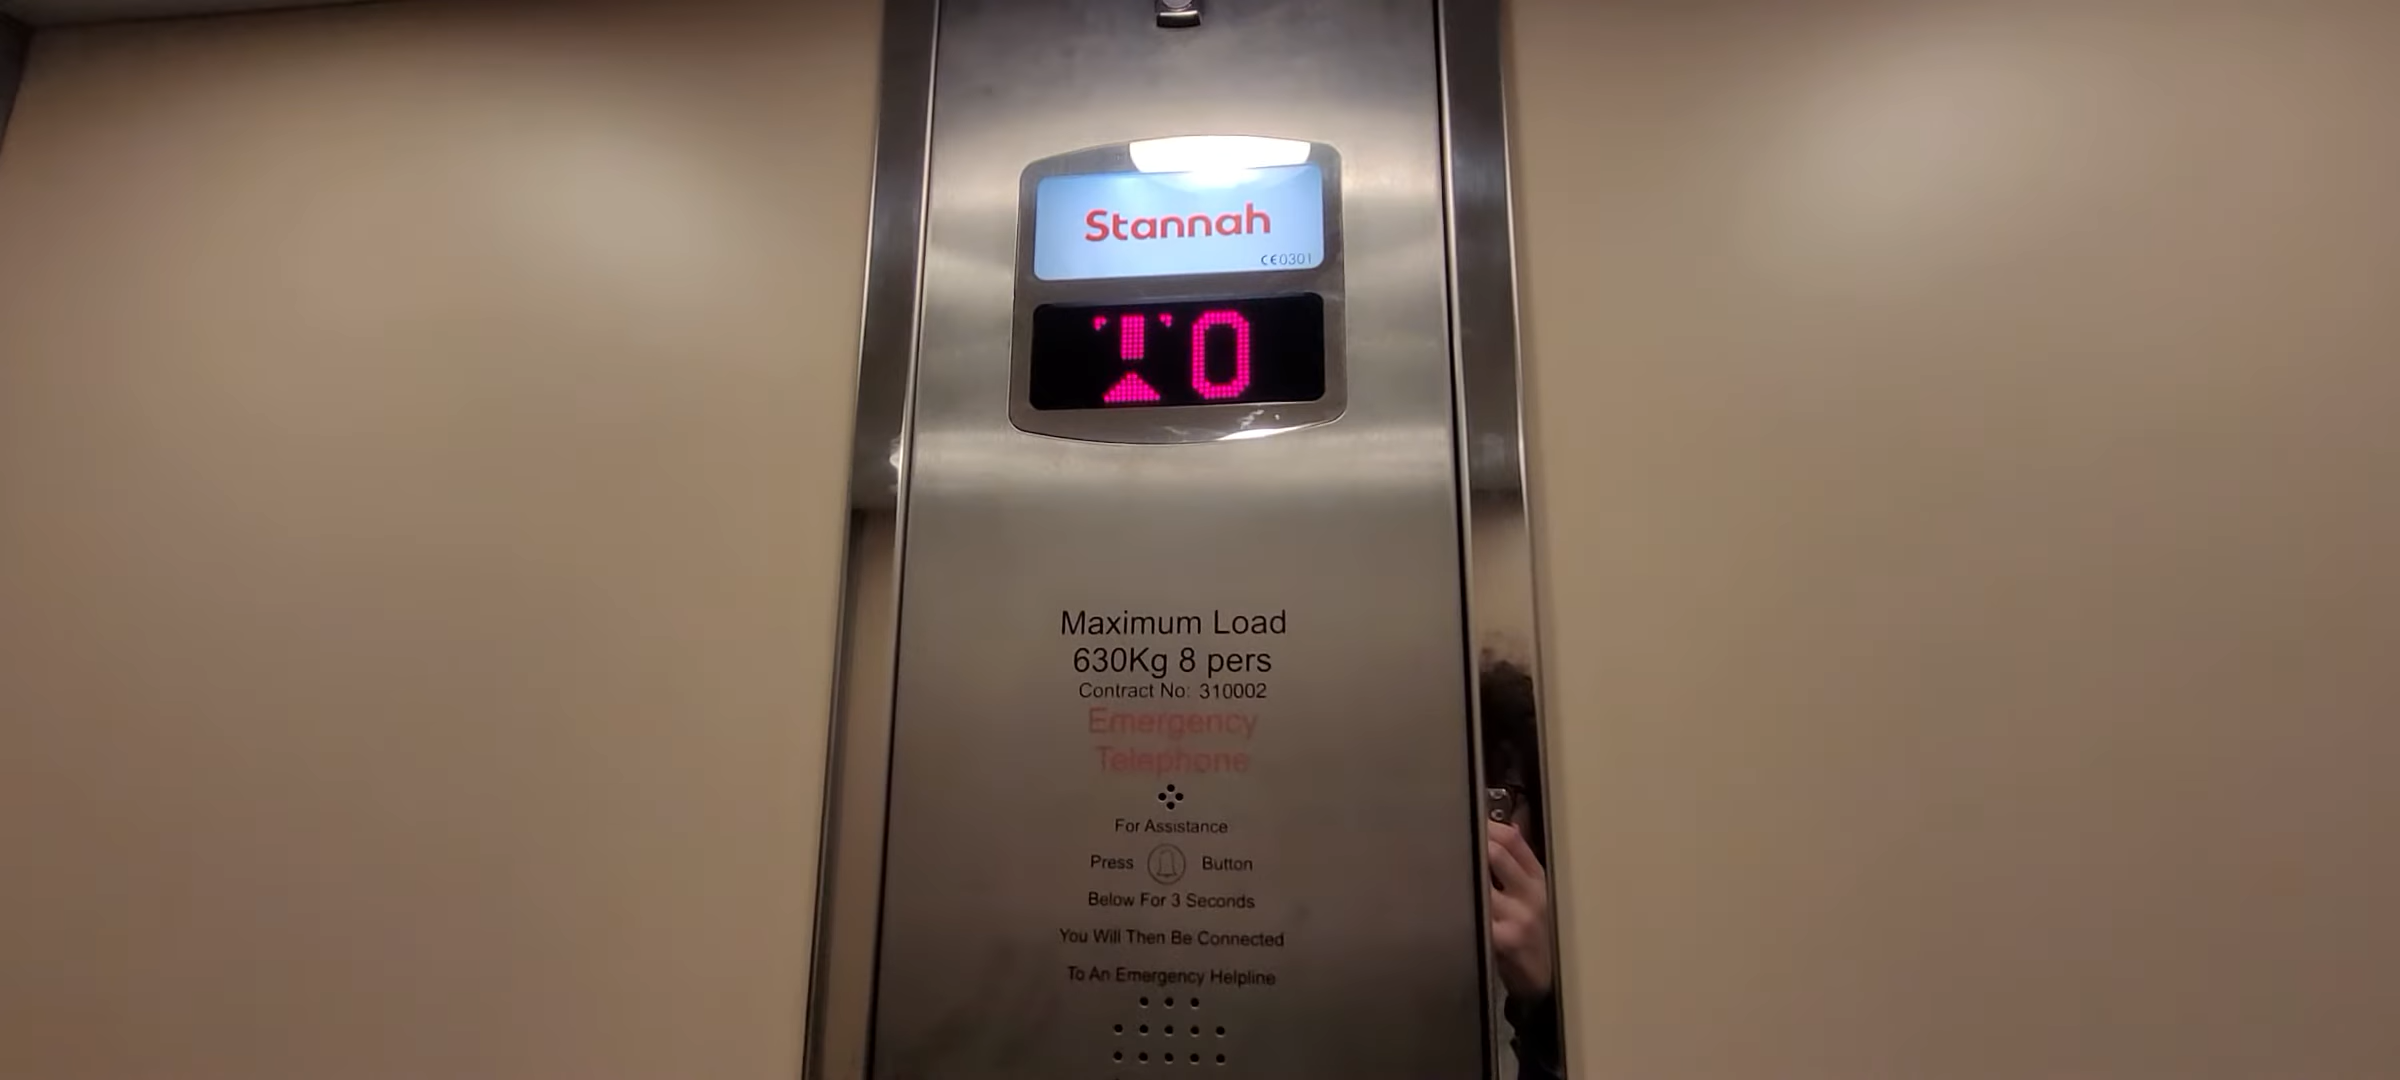 Stannah
CE0301
0
Maximum Load
630Kg 8 pers
Contract No: 310002
Emergency
Telephone
For Assistance
Press Button
Below For 3 Seconds
You Will Then Be Connected
To An Emergency Helpline